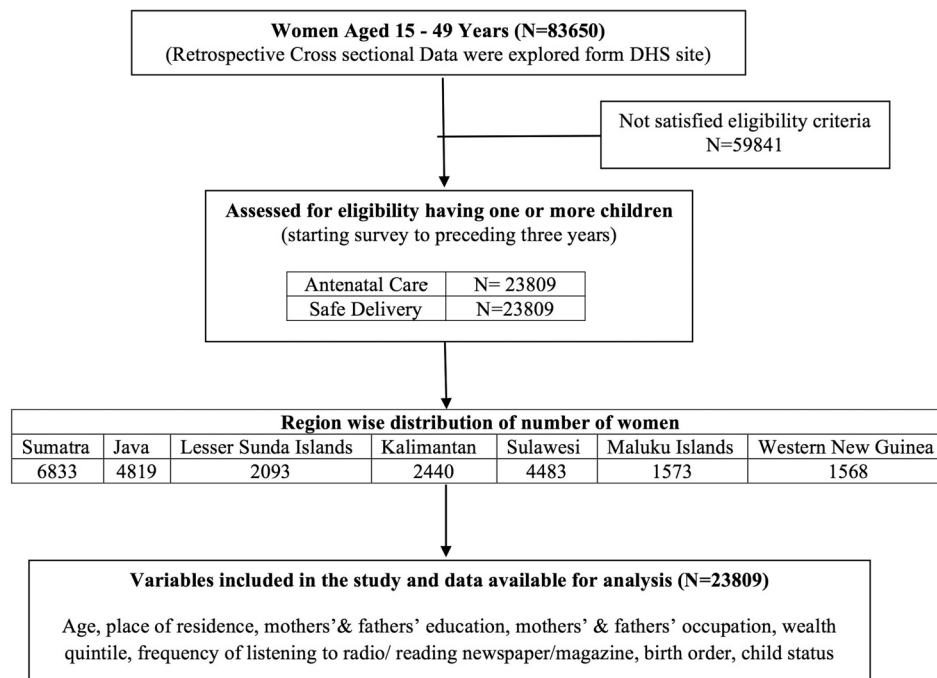 Women Aged 15 - 49 Years (N=83650)
(Retrospective Cross sectional Data were explored form DHS site)
Not satisfied eligibility criteria
N=59841
Assessed for eligibility having one or more children
(starting survey to preceding three years)
Antenatal Care N= 23809
Safe Delivery N=23809
Region wise distribution of number of women
Sumatra Java Lesser Sunda Islands Kalimantan Sulawesi Maluku Islands Western New Guinea
6833 4819 2093 2440 4483 1573 1568
Variables included in the study and data available for analysis (N=23809)
Age, place of residence, mothers’& fathers’ education, mothers’ & fathers’ occupation, wealth
quintile, frequency of listening to radio/ reading newspaper/magazine, birth order, child status